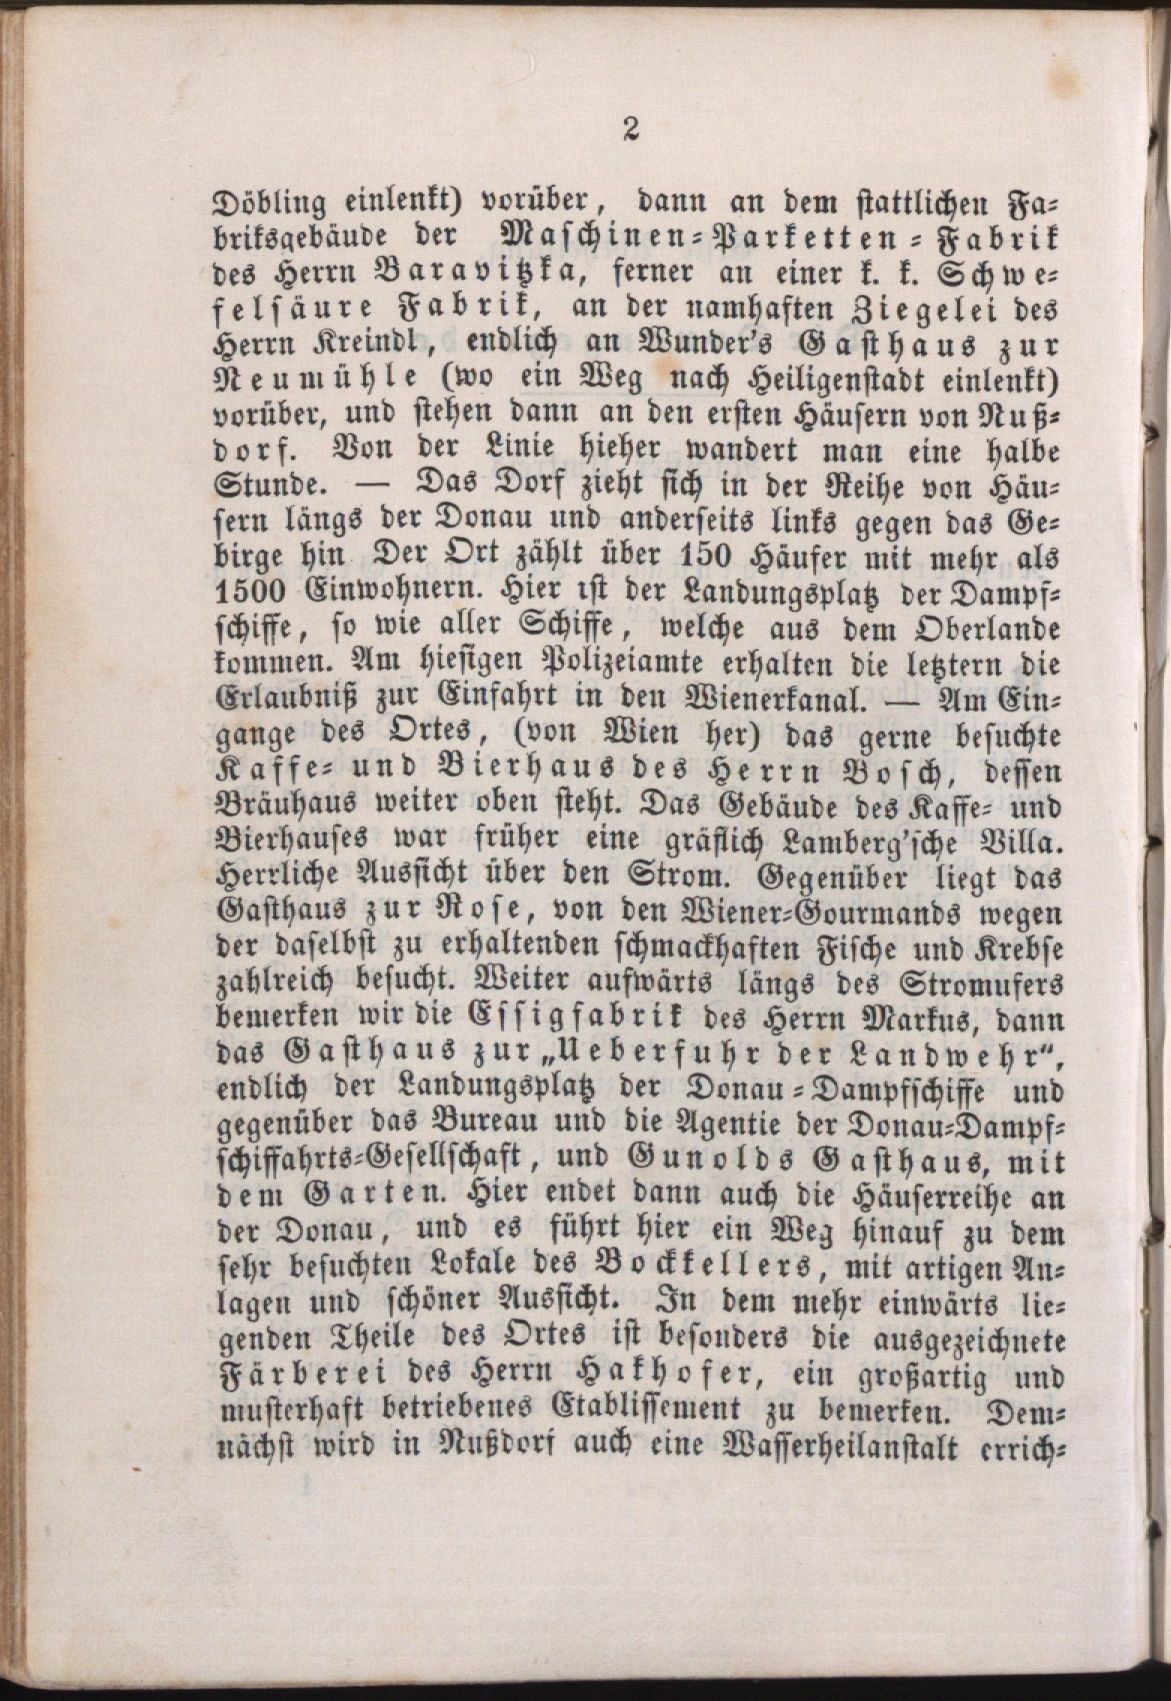 2
Döbling einlenkt) vorüber, dann an dem stattlichen Fa-
briksgebäude der Maschinen-Parketten-Fabrik
des Herrn Baravitzka, ferner an einer k. k. Schwe-
felsäure Fabrik, an der namhaften Ziegelei des
Herrn Kreindl, endlich an Wunder's Gasthaus zur
Neumühle (wo ein Weg nach Heiligenstadt einlenkt)
vorüber, und stehen dann an den ersten Häusern von Nuß-
dorf. Von der Linie hieher wandert man eine halbe
Stunde. — Das Dorf zieht sich in der Reihe von Häu-
sern längs der Donau und anderseits links gegen das Ge-
birge hin Der Ort zählt über 150 Häuser mit mehr als
1500 Einwohnern. Hier ist der Landungsplatz der Dampf-
schiffe, so wie aller Schiffe, welche aus dem Oberlande
kommen. Am hiesigen Polizeiamte erhalten die letztern die
Erlaubniß zur Einfahrt in den Wienerkanal. — Am Ein-
gange des Ortes, (von Wien her) das gerne besuchte
Kaffe- und Bierhaus des Herrn Bosch, dessen
Bräuhaus weiter oben steht. Das Gebäude des Kaffe- und
Bierhauses war früher eine gräflich Lamberg'sche Villa.
Herrliche Aussicht über den Strom. Gegenüber liegt das
Gasthaus zur Rose, von den Wiener-Gourmands wegen
der daselbst zu erhaltenden schmackhaften Fische und Krebse
zahlreich besucht. Weiter aufwärts längs des Stromufers
bemerken wir die Essigfabrik des Herrn Markus, dann
das Gasthaus zur „Ueberfuhr der Landwehr“,
endlich der Landungsplatz der Donau-Dampfschiffe und
gegenüber das Bureau und die Agentie der Donau-Dampf-
schiffahrts-Gesellschaft, und Gunolds Gasthaus, mit
dem Garten. Hier endet dann auch die Häuserreihe an
der Donau, und es führt hier ein Weg hinauf zu dem
sehr besuchten Lokale des Bockkellers, mit artigen An-
lagen und schöner Aussicht. In dem mehr einwärts lie-
genden Theile des Ortes ist besonders die ausgezeichnete
Färberei des Herrn Hakhofer, ein großartig und
musterhaft betriebenes Etablissement zu bemerken. Dem-
nächst wird in Nußdorf auch eine Wasserheilanstalt errich-